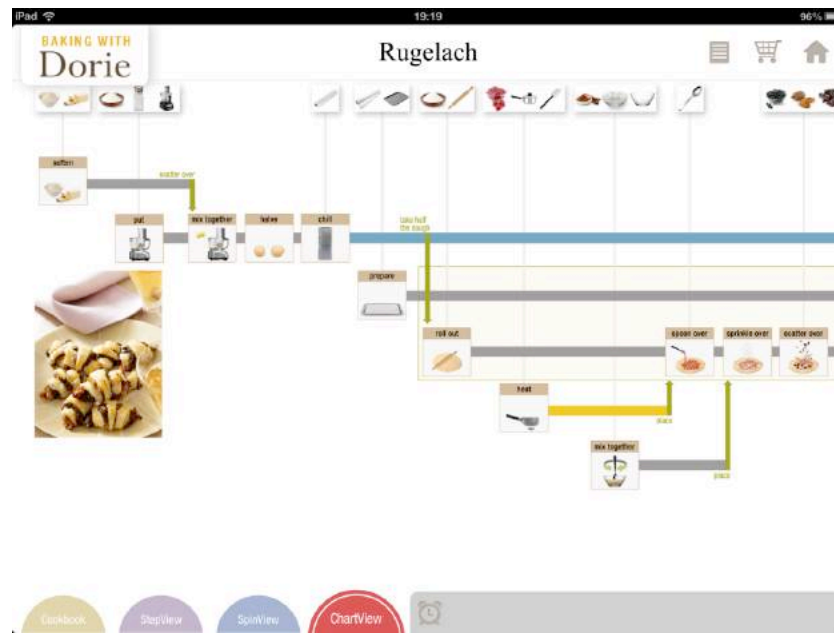 iPad 19:19 96%
BAKING WITH
Dorie
Rugelach
soften
scatter over
put
mix together
halve
chill
take half
the dough
prepare
roll out
spoon over
sprinkle over
scatter over
heat
place
mix together
place
Cookbook
StepView
SpinView
ChartView